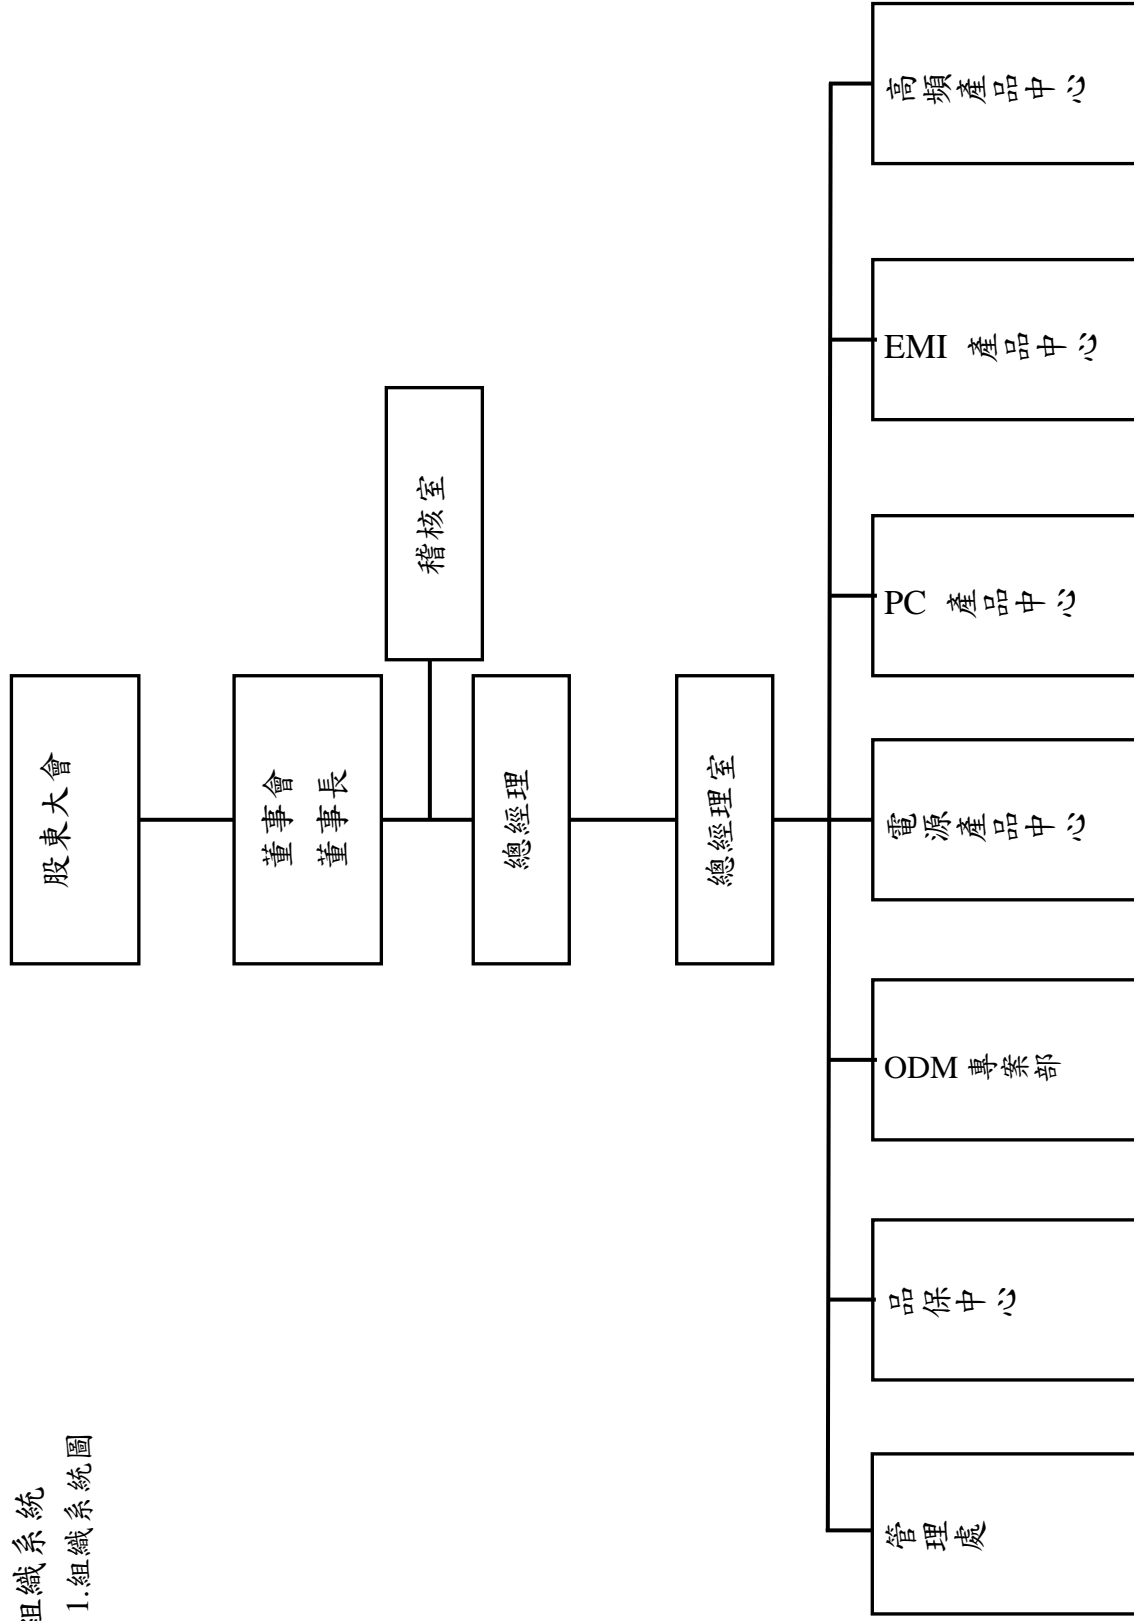 組織系統
1.組織系統圖
股東大會
董事會
董事長
稽核室
總經理
總經理室
管理處
品保中心
ODM 專案部
電源產品中心
PC 產品中心
EMI 產品中心
高頻產品中心